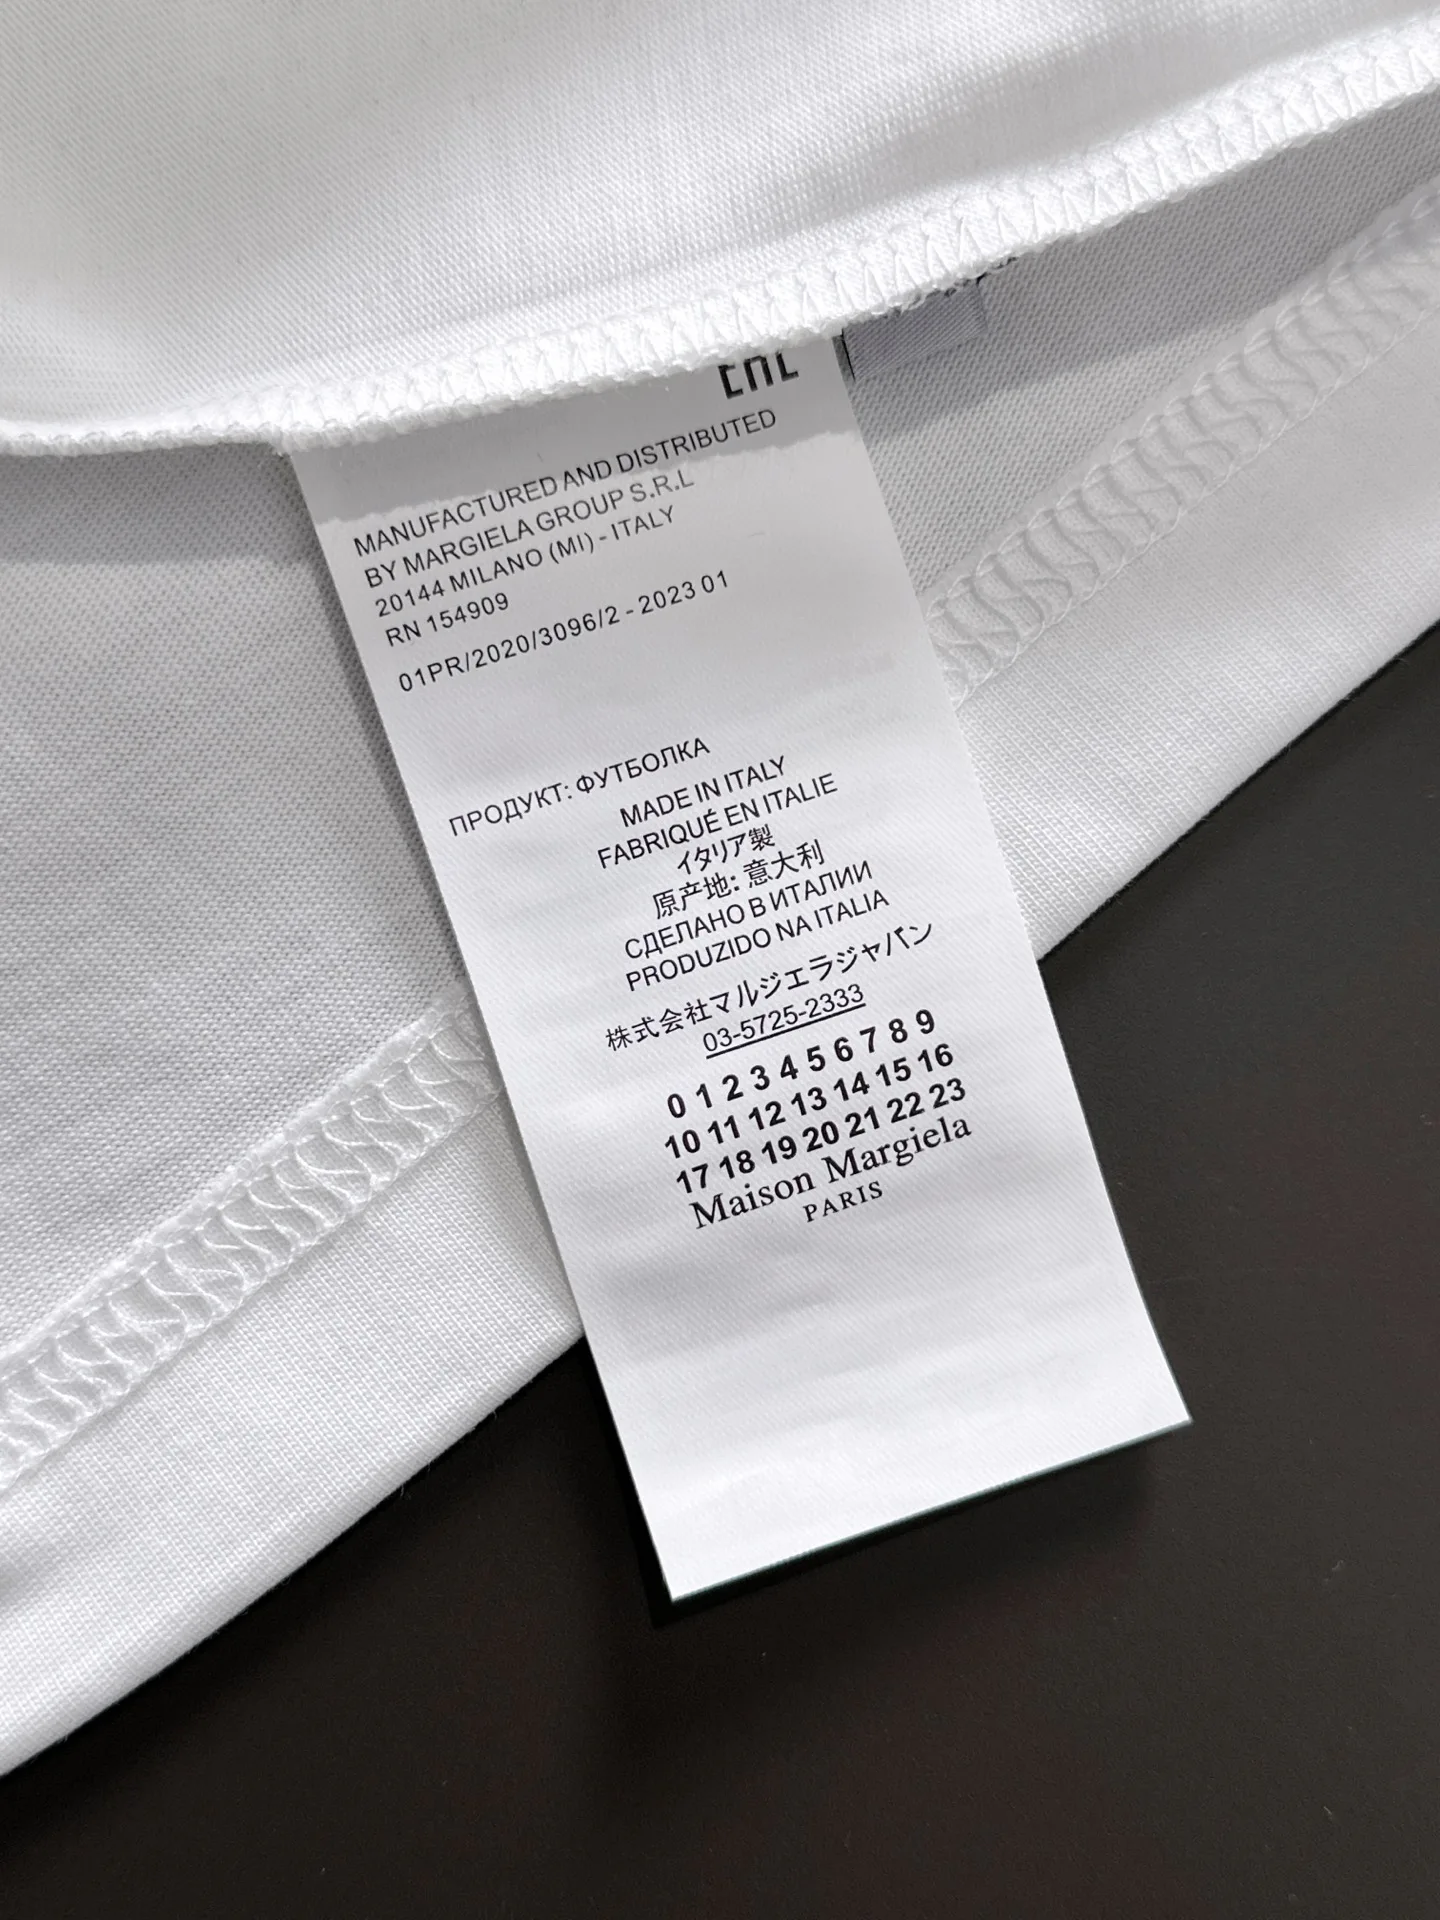 EAC
MANUFACTURED AND DISTRIBUTED
BY MARGIELA GROUP S.R.L
20144 MILANO (MI) - ITALY
RN 154909
01PR/2020/3096/2 - 2023 01
ПРОДУКТ: ФУТБОЛКА
MADE IN ITALY
FABRIQUÉ EN ITALIE
イタリア製
原产地: 意大利
СДЕЛАНО В ИТАЛИИ
PRODUZIDO NA ITALIA
株式会社マルジェラジャパン
03-5725-2333
0 1 2 3 4 5 6 7 8 9
10 11 12 13 14 15 16
17 18 19 20 21 22 23
Maison Margiela
PARIS